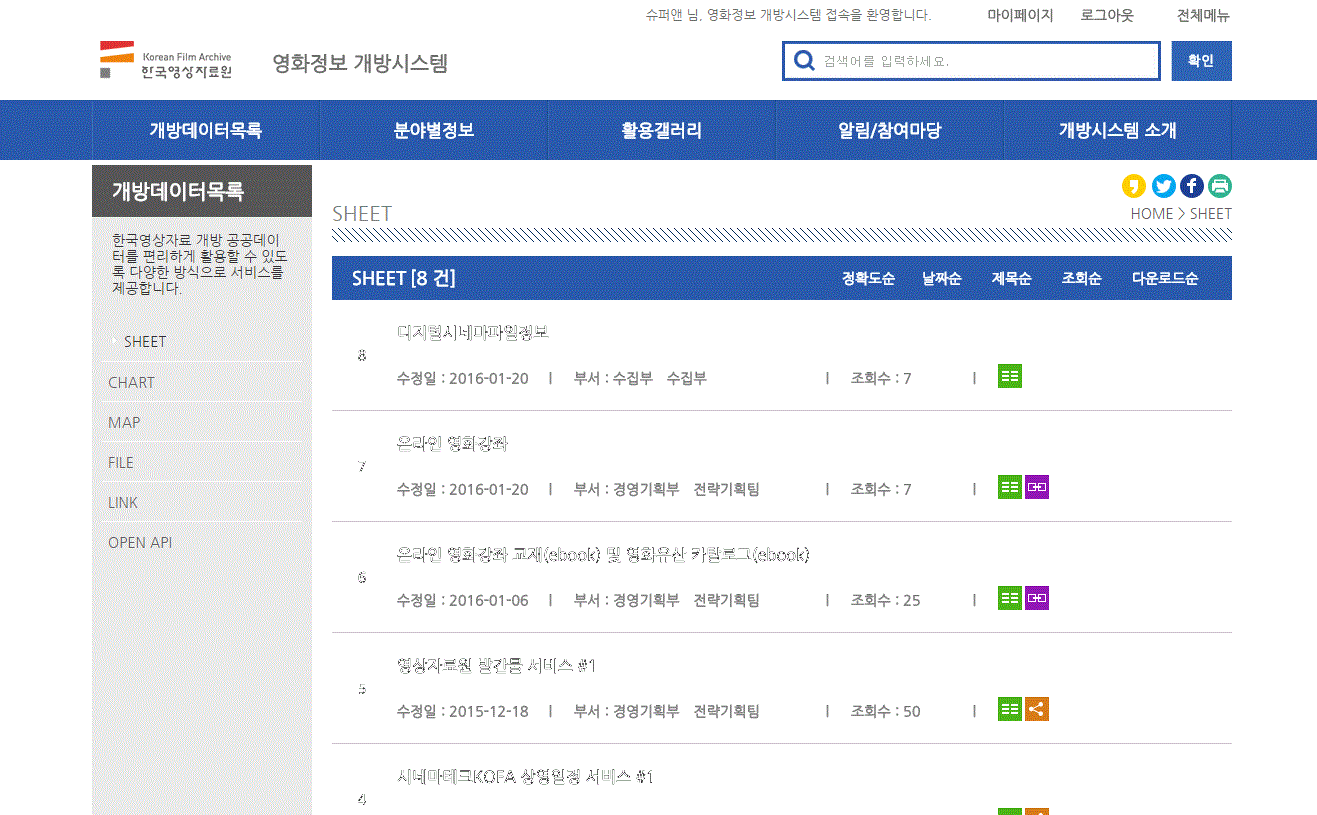 슈퍼앤 님, 영화정보 개방시스템 접속을 환영합니다. 마이페이지 로그아웃 전체메뉴
Korean Film Archive
한국영상자료원
영화정보 개방시스템
검색어를 입력하세요.
확인
개방데이터목록 분야별정보 활용갤러리 알림/참여마당 개방시스템 소개
개방데이터목록
한국영상자료 개방 공공데이
터를 편리하게 활용할 수 있도
록 다양한 방식으로 서비스를
제공합니다.
SHEET
CHART
MAP
FILE
LINK
OPEN API
SHEET
HOME > SHEET
SHEET [8 건] 정확도순 날짜순 제목순 조회순 다운로드순
8
디지털시네마파일정보
수정일 : 2016-01-20 | 부서 : 수집부 수집부 | 조회수 : 7 |
7
온라인 영화강좌
수정일 : 2016-01-20 | 부서 : 경영기획부 전략기획팀 | 조회수 : 7 |
6
온라인 영화강좌 교재(ebook) 및 영화유산 카탈로그(ebook)
수정일 : 2016-01-06 | 부서 : 경영기획부 전략기획팀 | 조회수 : 25 |
5
영상자료원 발간물 서비스 #1
수정일 : 2015-12-18 | 부서 : 경영기획부 전략기획팀 | 조회수 : 50 |
4
시네마테크KOFA 상영일정 서비스 #1